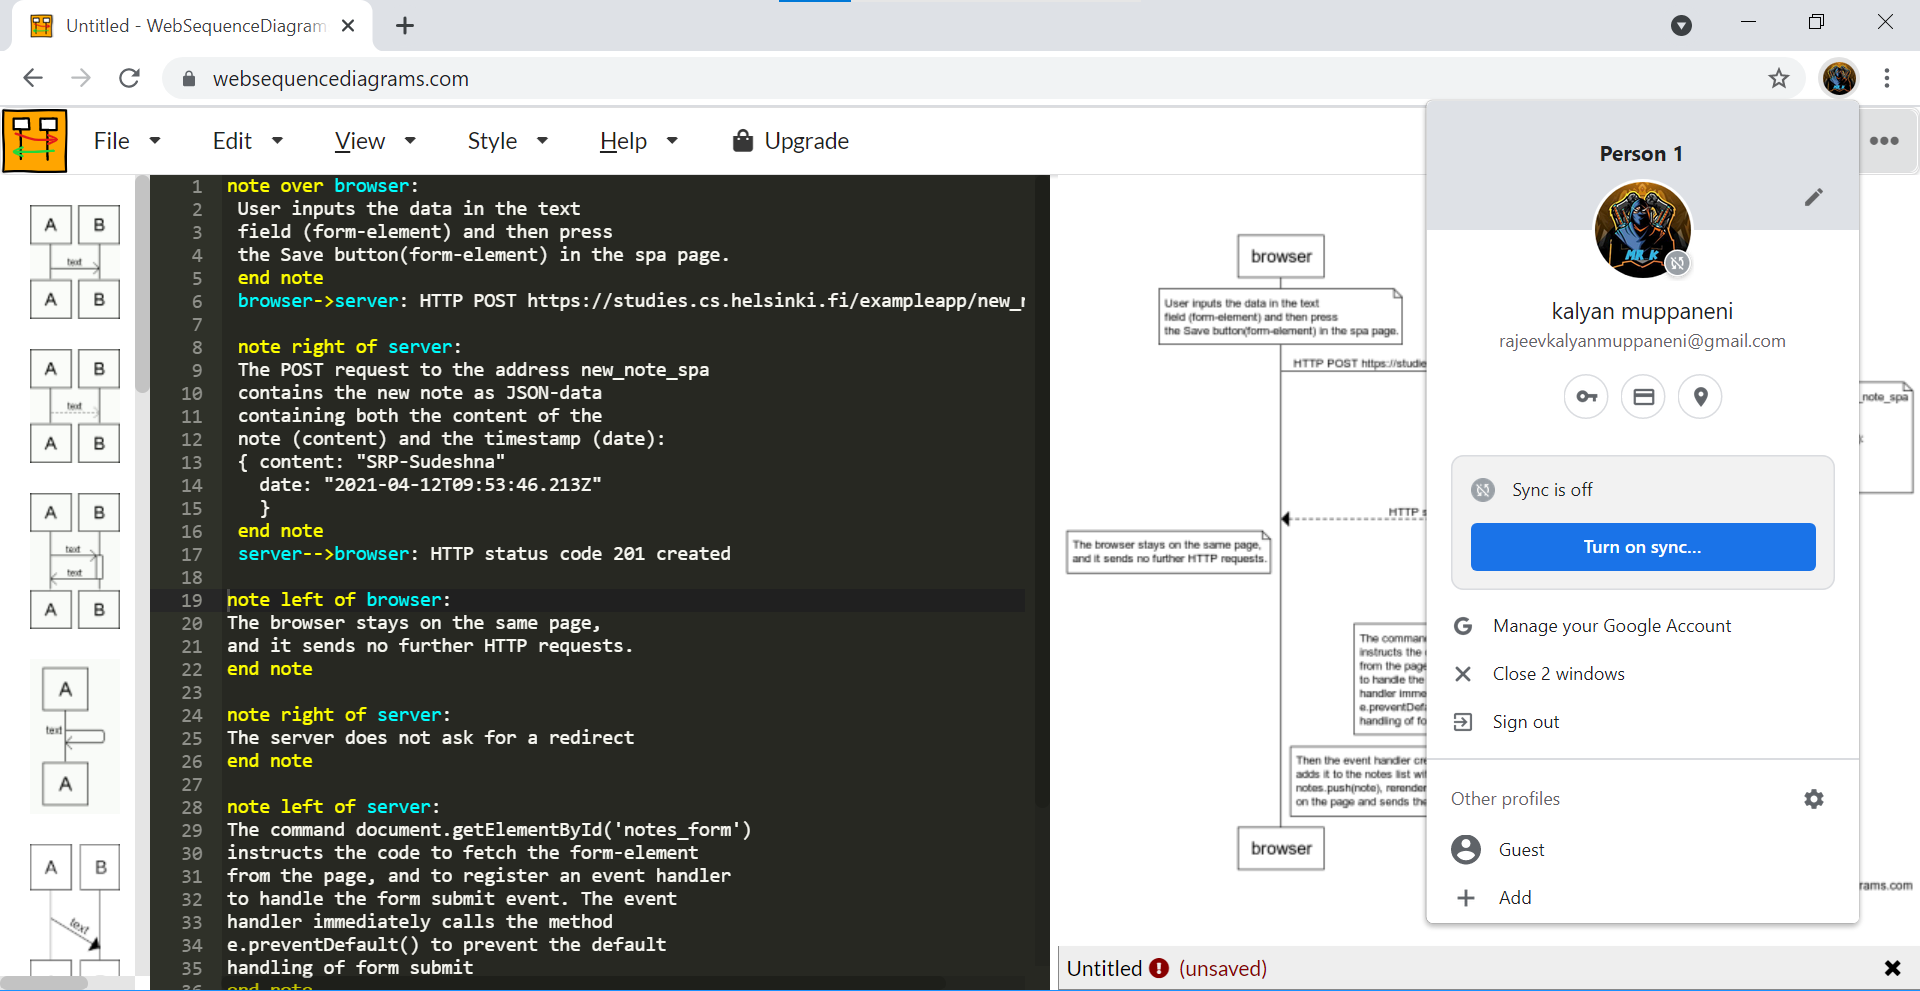 Untitled - WebSequenceDiagram
websequencediagrams.com
File
Edit
View
Style
Help
Upgrade
A B
text
A B
A B
text
A B
A B
text
text
A B
A
text
A
A B
text
1 note over browser:
2 User inputs the data in the text
3 field (form-element) and then press
4 the Save button(form-element) in the spa page.
5 end note
6 browser->server: HTTP POST https://studies.cs.helsinki.fi/exampleapp/new_
7
8 note right of server:
9 The POST request to the address new_note_spa
10 contains the new note as JSON-data
11 containing both the content of the
12 note (content) and the timestamp (date):
13 { content: "SRP-Sudeshna"
14 date: "2021-04-12T09:53:46.213Z"
15 }
16 end note
17 server-->browser: HTTP status code 201 created
18
19 note left of browser:
20 The browser stays on the same page,
21 and it sends no further HTTP requests.
22 end note
23
24 note right of server:
25 The server does not ask for a redirect
26 end note
27
28 note left of server:
29 The command document.getElementById('notes_form')
30 instructs the code to fetch the form-element
31 from the page, and to register an event handler
32 to handle the form submit event. The event
33 handler immediately calls the method
34 e.preventDefault() to prevent the default
35 handling of form submit
36 end note
browser
User inputs the data in the text
field (form-element) and then press
the Save button(form-element) in the spa page.
HTTP POST https://studie
_note_spa
HTTP s
The browser stays on the same page,
and it sends no further HTTP requests.
The comman
instructs the
from the page
to handle the
handler imme
e.preventDef
handling of fo
Then the event handler cre
adds it to the notes list wi
notes.push(note), rerender
on the page and sends the
browser
rams.com
Person 1
MR_K
kalyan muppaneni
rajeevkalyanmuppaneni@gmail.com
Sync is off
Turn on sync...
Manage your Google Account
Close 2 windows
Sign out
Other profiles
Guest
Add
Untitled (unsaved)